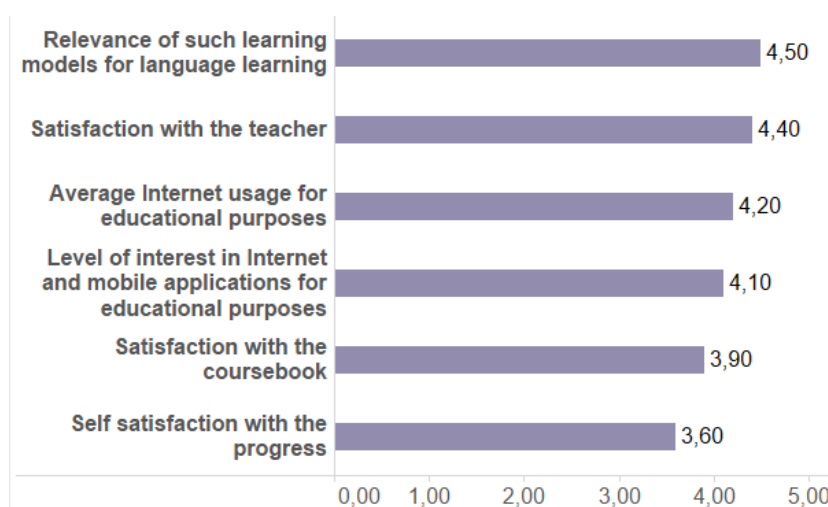 Relevance of such learning
models for language learning
4,50
Satisfaction with the teacher
4,40
Average Internet usage for
educational purposes
4,20
Level of interest in Internet
and mobile applications for
educational purposes
4,10
Satisfaction with the
coursebook
3,90
Self satisfaction with the
progress
3,60
0,00 1,00 2,00 3,00 4,00 5,00